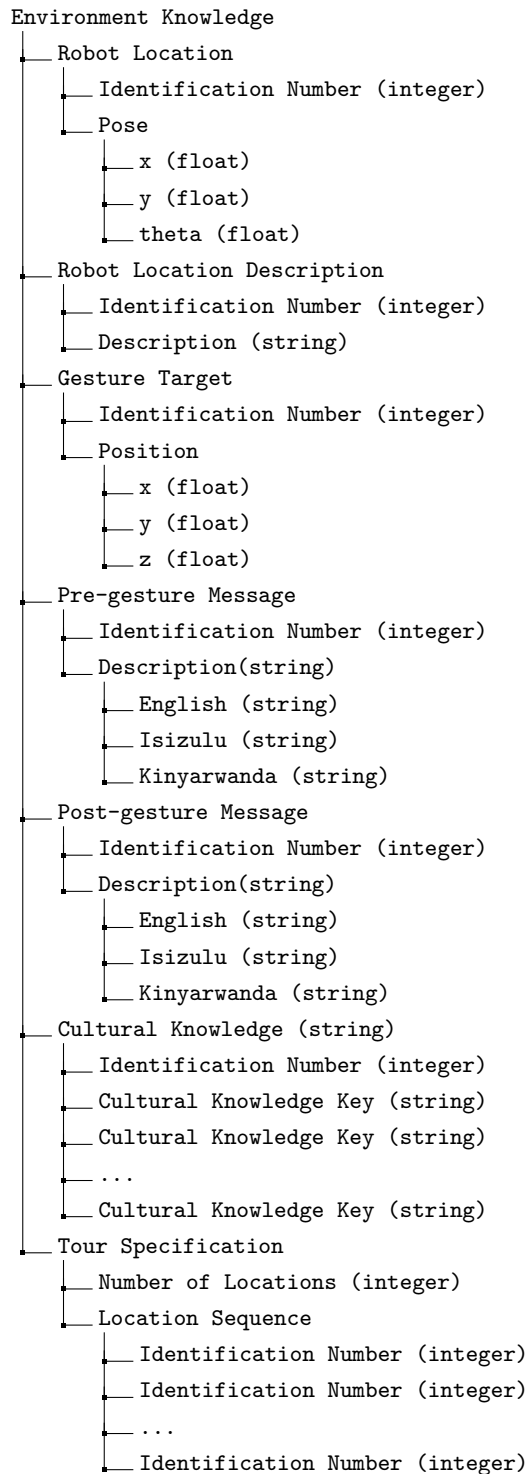 Environment Knowledge
Robot Location
Identification Number (integer)
Pose
x (float)
y (float)
theta (float)
Robot Location Description
Identification Number (integer)
Description (string)
Gesture Target
Identification Number (integer)
Position
x (float)
y (float)
z (float)
Pre-gesture Message
Identification Number (integer)
Description(string)
English (string)
Isizulu (string)
Kinyarwanda (string)
Post-gesture Message
Identification Number (integer)
Description(string)
English (string)
Isizulu (string)
Kinyarwanda (string)
Cultural Knowledge (string)
Identification Number (integer)
Cultural Knowledge Key (string)
Cultural Knowledge Key (string)
...
Cultural Knowledge Key (string)
Tour Specification
Number of Locations (integer)
Location Sequence
Identification Number (integer)
Identification Number (integer)
...
Identification Number (integer)